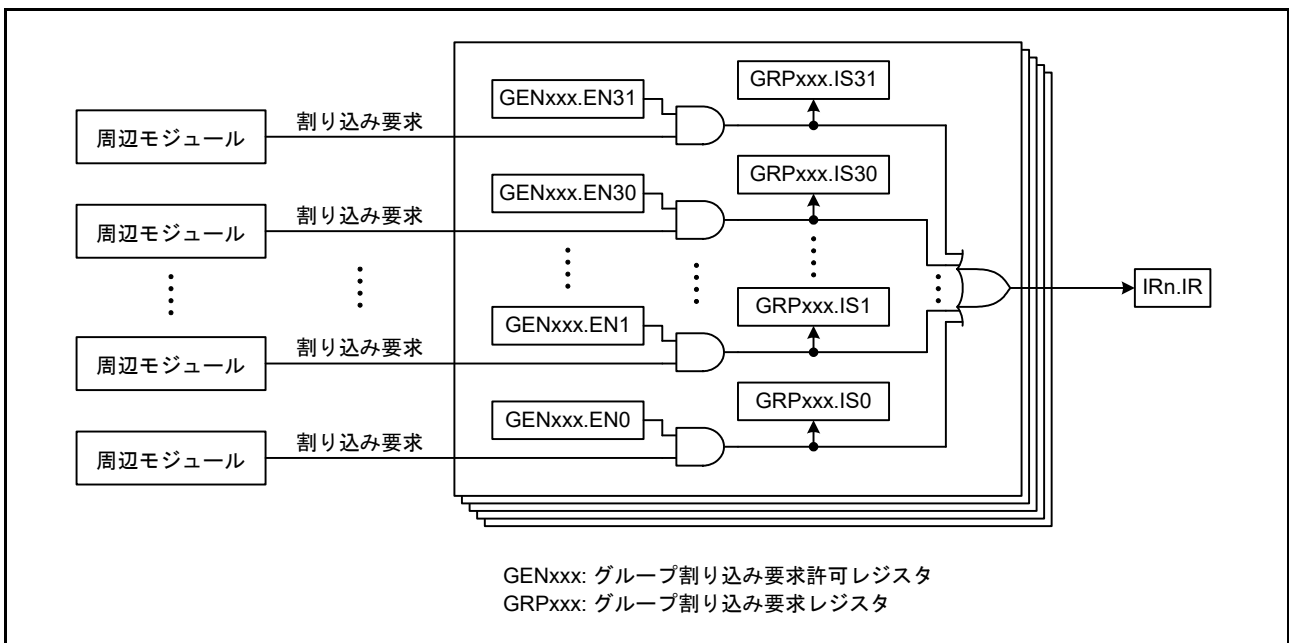 GRPxxx.IS31
GENxxx.EN31
割り込み要求
周辺モジュール
GRPxxx.IS30
GENxxx.EN30
割り込み要求
周辺モジュール
GRPxxx.IS1
IRn.IR
GENxxx.EN1
割り込み要求
周辺モジュール
GRPxxx.IS0
GENxxx.EN0
割り込み要求
周辺モジュール
GENxxx: グループ割り込み要求許可レジスタ
GRPxxx: グループ割り込み要求レジスタ